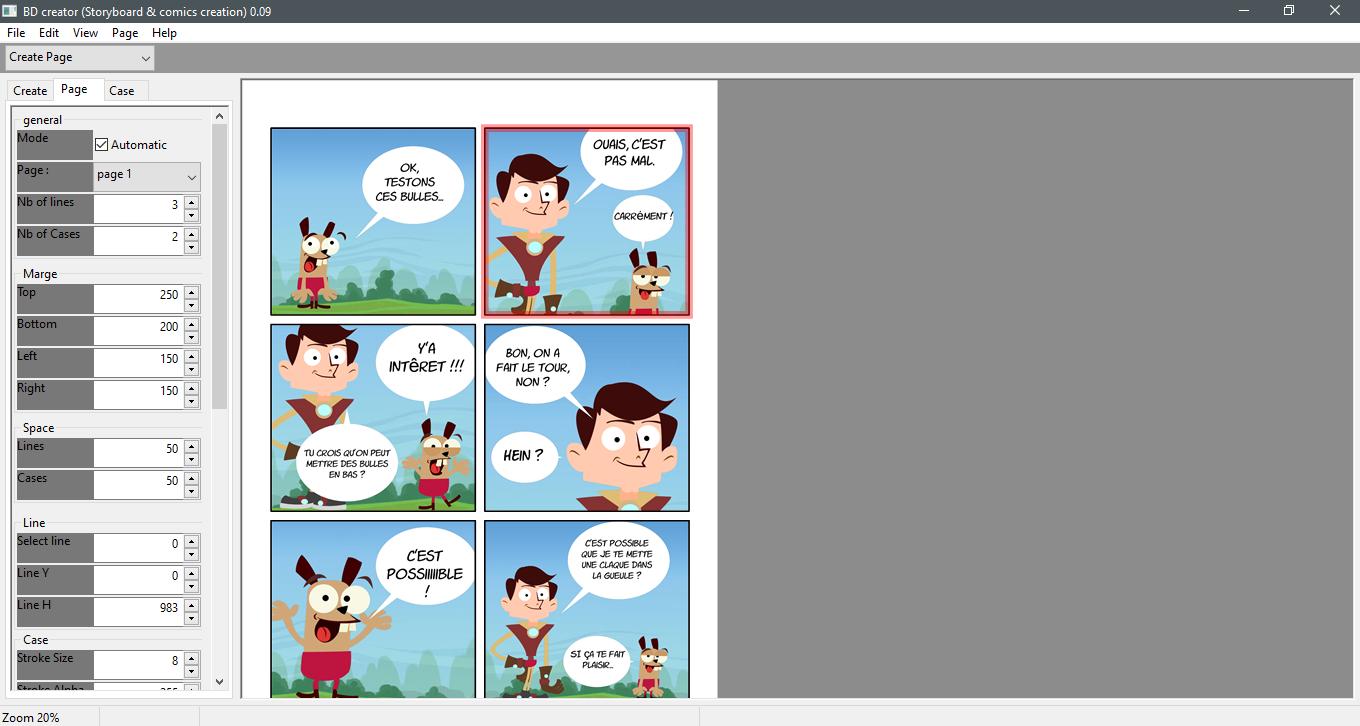 BD creator (Storyboard & comics creation) 0.09
File Edit View Page Help
Create Page
Create Page Case
general
Mode Automatic
Page : page 1
Nb of lines 3
Nb of Cases 2
Marge
Top 250
Bottom 200
Left 150
Right 150
Space
Lines 50
Cases 50
Line
Select line 0
Line Y 0
Line H 983
Case
Stroke Size 8
Stroke Alpha 255
OK,
TESTONS
CES BULLES...
OUAIS, C'EST
PAS MAL.
CARRéMENT !
Y'A
INTÊRET !!!
TU CROIS QU'ON PEUT
METTRE DES BULLES
EN BAS ?
BON, ON A
FAIT LE TOUR,
NON ?
HEIN ?
C'EST
POSSIIIIIBLE
!
C'EST POSSIBLE
QUE JE TE METTE
UNE CLAQUE DANS
LA GUEULE ?
SI ÇA TE FAIT
PLAISIR...
Zoom 20%